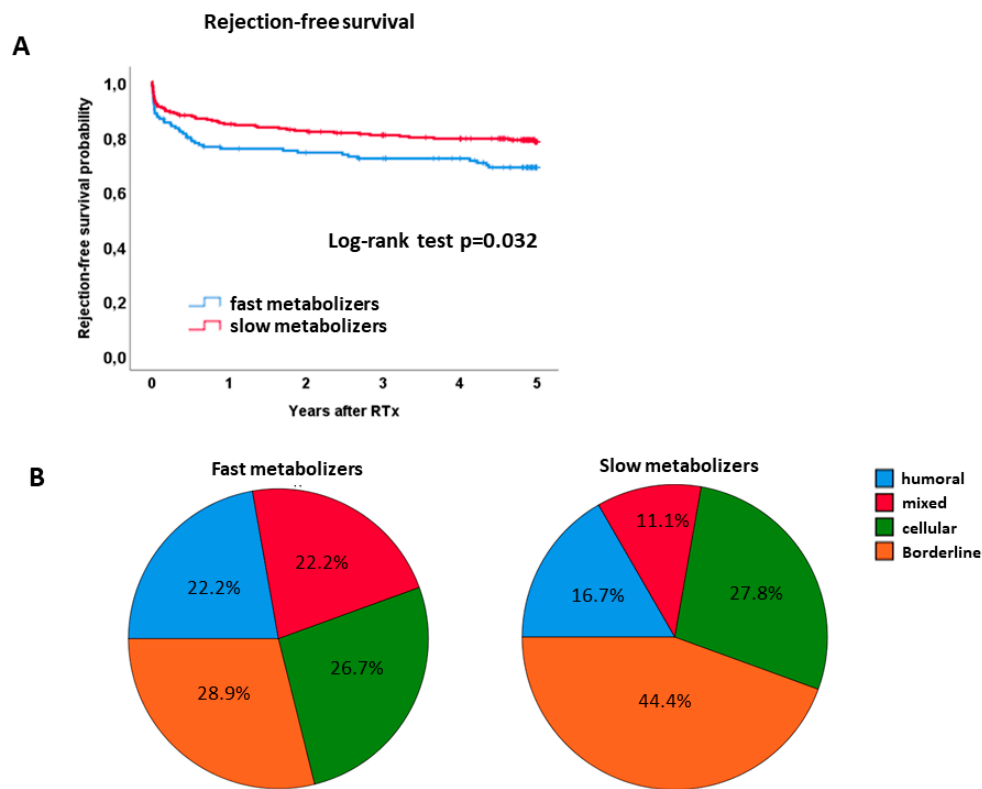 Rejection-free survival
A
Rejection-free survival probability
1,0
0,8
0,6
0,4
0,2
0,0
Log-rank test p=0.032
fast metabolizers
slow metabolizers
0 1 2 3 4 5
Years after RTx
B
Fast metabolizers
22.2%
22.2%
26.7%
28.9%
Slow metabolizers
11.1%
16.7%
27.8%
44.4%
humoral
mixed
cellular
Borderline